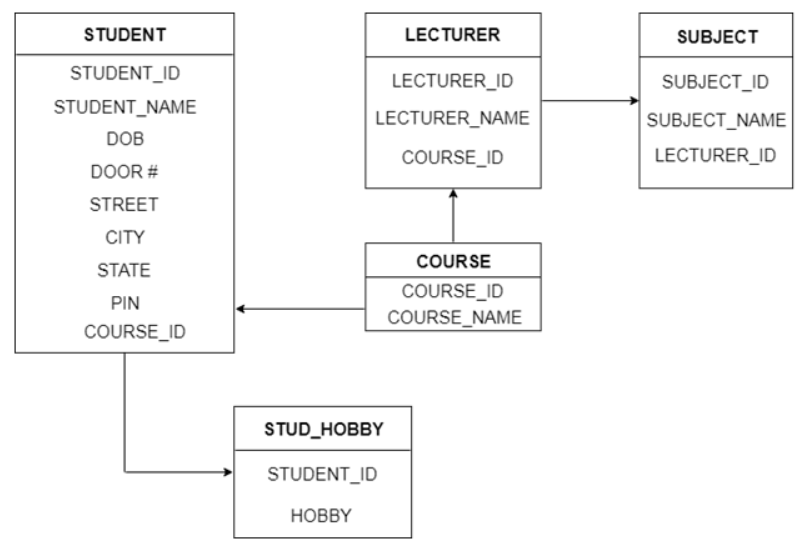 STUDENT
STUDENT_ID
STUDENT_NAME
DOB
DOOR #
STREET
CITY
STATE
PIN
COURSE_ID
LECTURER
LECTURER_ID
LECTURER_NAME
COURSE_ID
SUBJECT
SUBJECT_ID
SUBJECT_NAME
LECTURER_ID
COURSE
COURSE_ID
COURSE_NAME
STUD_HOBBY
STUDENT_ID
HOBBY